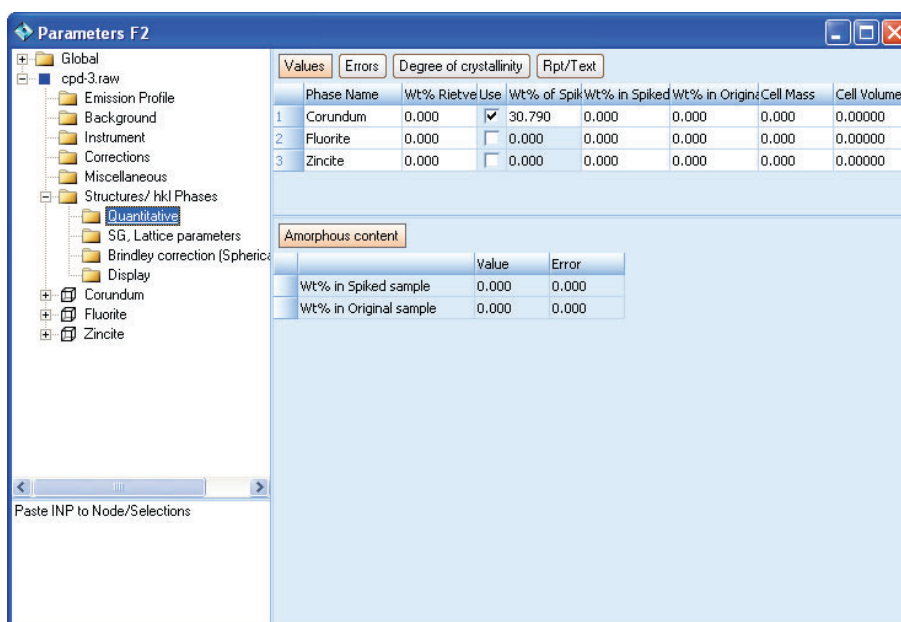 Parameters F2
Global
cpd-3.raw
Emission Profile
Background
Instrument
Corrections
Miscellaneous
Structures/ hkl Phases
Quantitative
SG, Lattice parameters
Brindley correction (Spherica
Display
Corundum
Fluorite
Zincite
Paste INP to Node/Selections
Values Errors Degree of crystallinity Rpt/Text
Phase Name Wt% Rietve Use Wt% of Spik Wt% in Spiked Wt% in Origina Cell Mass Cell Volume
1 Corundum 0.000 30.790 0.000 0.000 0.000 0.00000
2 Fluorite 0.000 0.000 0.000 0.000 0.000 0.00000
3 Zincite 0.000 0.000 0.000 0.000 0.000 0.00000
Amorphous content
Value Error
Wt% in Spiked sample 0.000 0.000
Wt% in Original sample 0.000 0.000